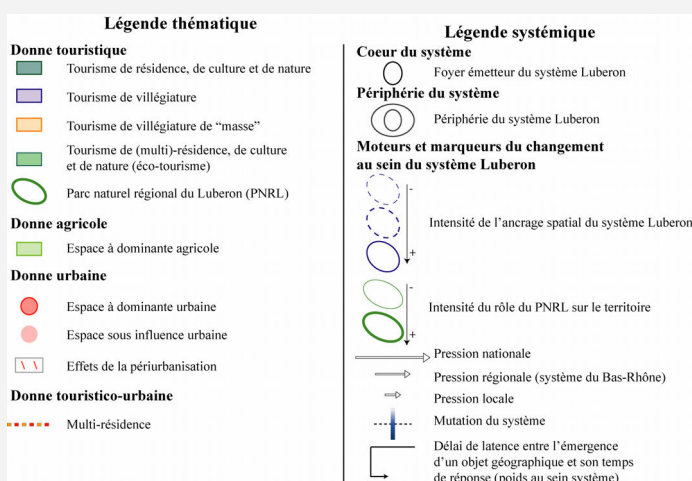 Légende thématique
Donne touristique
Tourisme de résidence, de culture et de nature
Tourisme de villégiature
Tourisme de villégiature de “masse”
Tourisme de (multi)-résidence, de culture
et de nature (éco-tourisme)
Parc naturel régional du Luberon (PNRL)
Donne agricole
Espace à dominante agricole
Donne urbaine
Espace à dominante urbaine
Espace sous influence urbaine
Effets de la périurbanisation
Donne touristico-urbaine
Multi-résidence
Légende systémique
Coeur du système
Foyer émetteur du système Luberon
Périphérie du système
Périphérie du système Luberon
Moteurs et marqueurs du changement
au sein du système Luberon
-
Intensité de l’ancrage spatial du système Luberon
+
-
Intensité du rôle du PNRL sur le territoire
+
Pression nationale
Pression régionale (système du Bas-Rhône)
Pression locale
Mutation du système
Délai de latence entre l’émergence
d’un objet géographique et son temps
de réponse (poids au sein système)